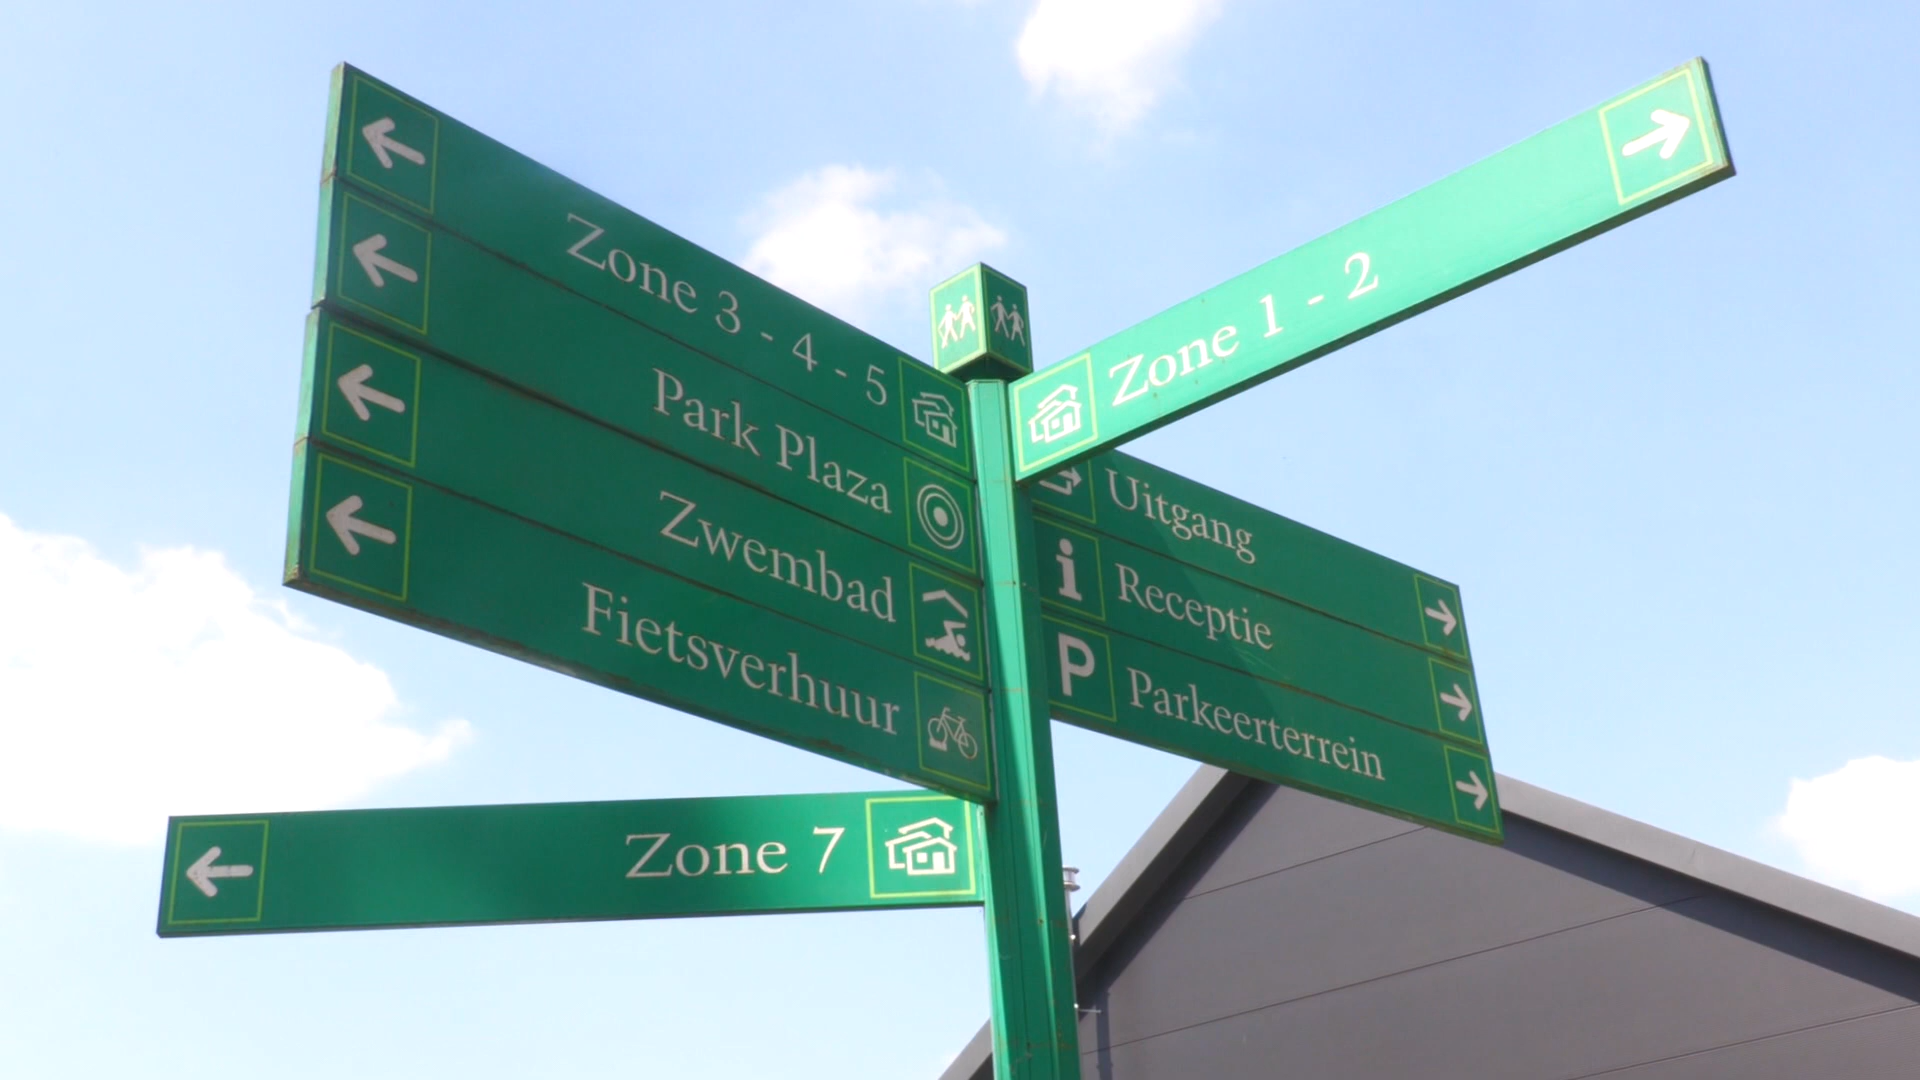 Zone 3 - 4 - 5
Park Plaza
Zwembad
Fietsverhuur
Zone 7
Zone 1 - 2
Uitgang
i Receptie
P Parkeerterrein